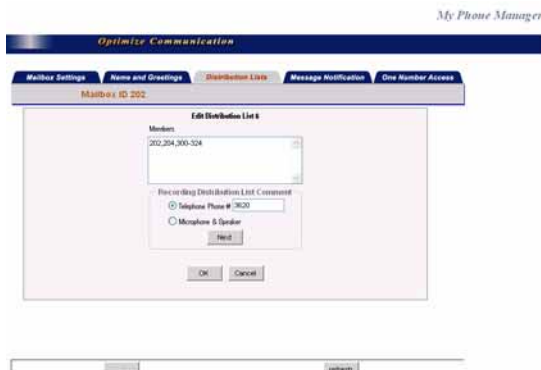 My Phone Manager
Optimize Communication
Mailbox Settings
Name and Greetings
Distribution Lists
Message Notification
One Number Access
Mailbox ID 202
Edit Distribution List 6
Members
202,204,300-324
Recording Distribution List Comment
Telephone Phone # 3620
Microphone & Speaker
Next
OK
Cancel
refresh